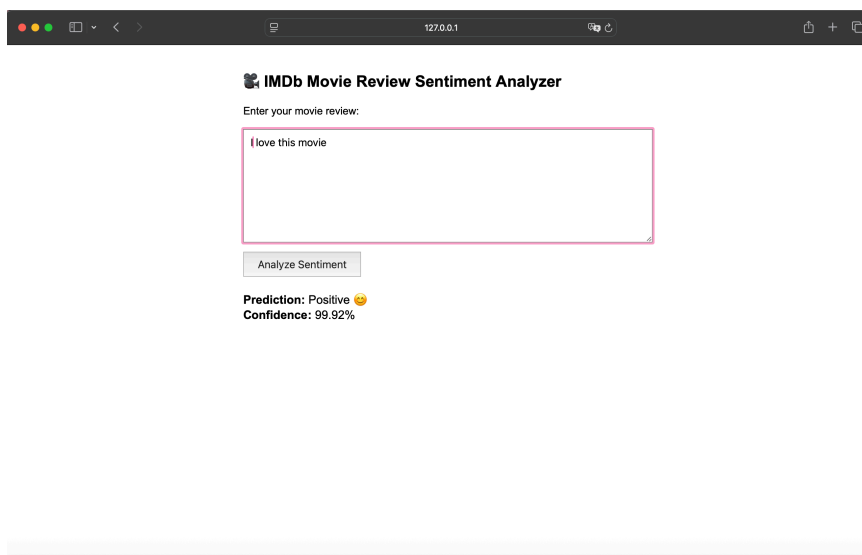 127.0.0.1
🎥 IMDb Movie Review Sentiment Analyzer
Enter your movie review:
I love this movie
Analyze Sentiment
Prediction: Positive 😊
Confidence: 99.92%